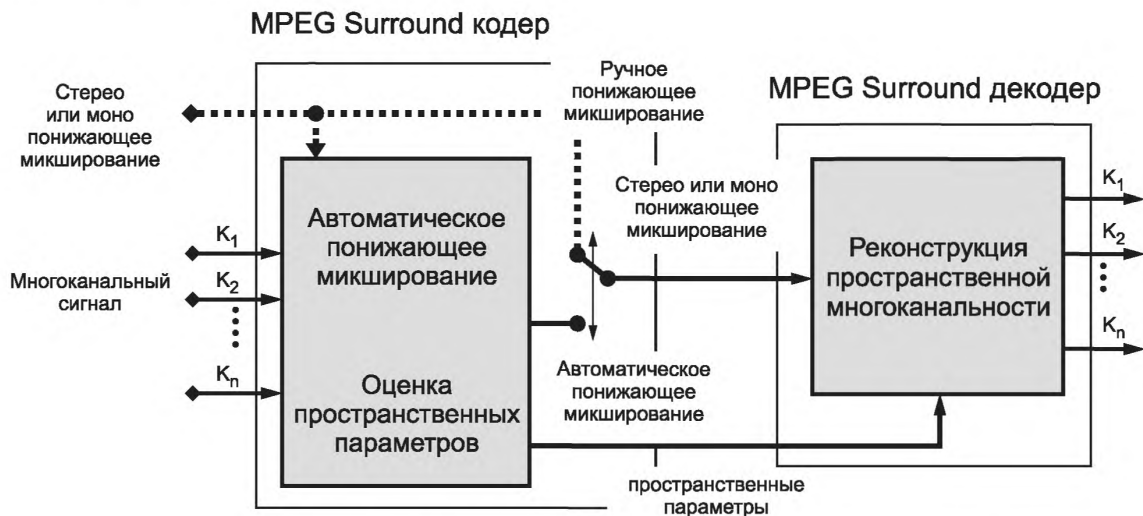 MPEG Surround кодер
Стерео
или моно
понижающее
микширование
Ручное
понижающее
микширование
MPEG Surround декодер
Автоматическое
понижающее
микширование
Стерео или моно
понижающее
микширование
Многоканальный
сигнал
K1
K2
Kn
Оценка
пространственных
параметров
Автоматическое
понижающее
микширование
пространственные
параметры
Реконструкция
пространственной
многоканальности
K1
K2
Kn